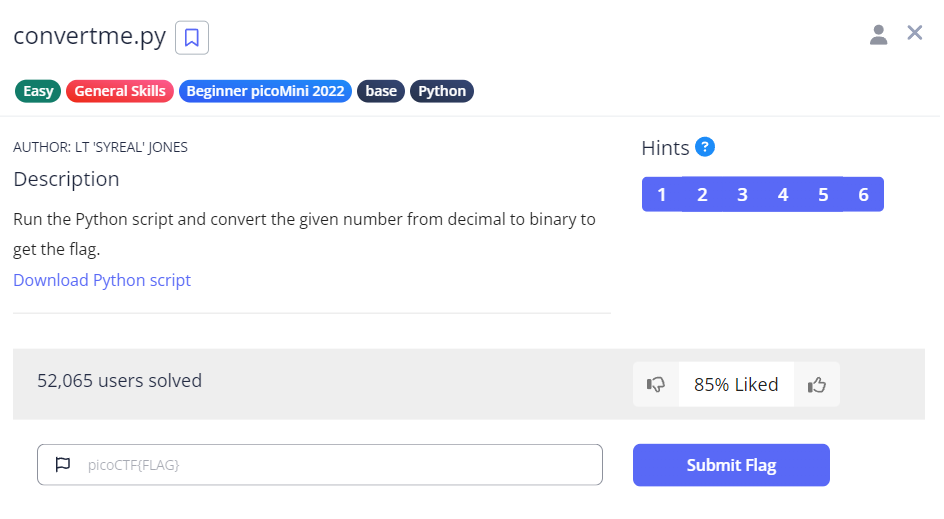 convertme.py
Easy General Skills Beginner picoMini 2022 base Python
AUTHOR: LT 'SYREAL' JONES
Description
Run the Python script and convert the given number from decimal to binary to
get the flag.
Download Python script
Hints ?
1 2 3 4 5 6
52,065 users solved
85% Liked
picoCTF{FLAG}
Submit Flag